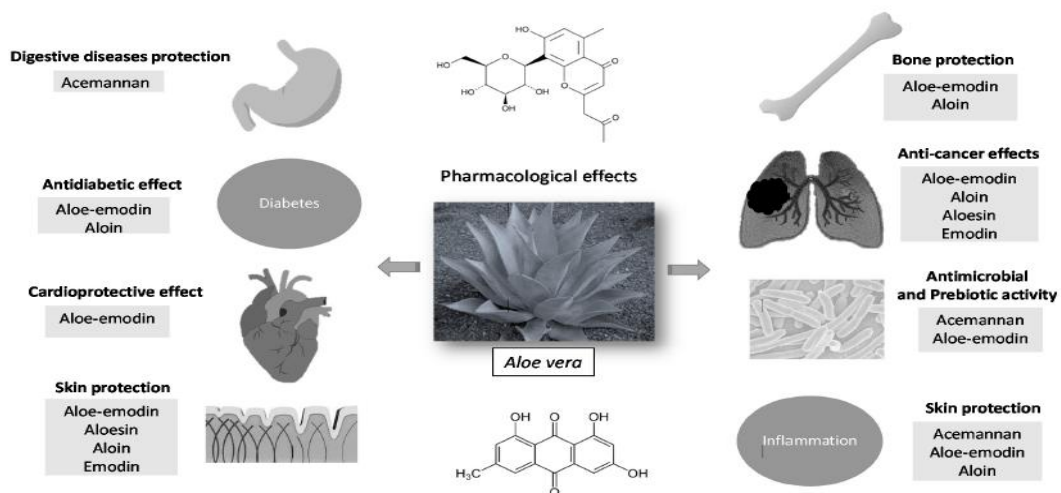 Digestive diseases protection
Acemannan
Antidiabetic effect
Aloe-emodin
Aloin
Diabetes
Cardioprotective effect
Aloe-emodin
Skin protection
Aloe-emodin
Aloesin
Aloin
Emodin
HO
O
HO
O
HO
OH
OH
O
O
Pharmacological effects
Aloe vera
OH
O
OH
H₃C
O
OH
Bone protection
Aloe-emodin
Aloin
Anti-cancer effects
Aloe-emodin
Aloin
Aloesin
Emodin
Antimicrobial
and Prebiotic activity
Acemannan
Aloe-emodin
Inflammation
Skin protection
Acemannan
Aloe-emodin
Aloin